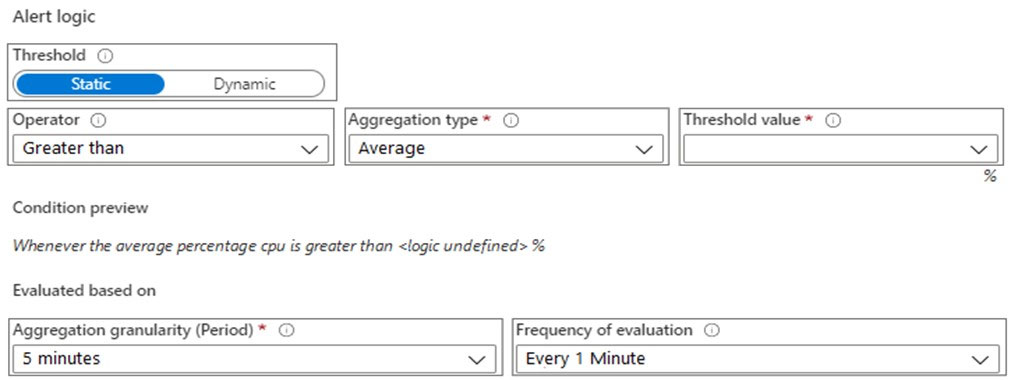 Alert logic
Threshold
Static Dynamic
Operator Aggregation type * Threshold value *
Greater than Average
%
Condition preview
Whenever the average percentage cpu is greater than <logic undefined> %
Evaluated based on
Aggregation granularity (Period) * Frequency of evaluation
5 minutes Every 1 Minute